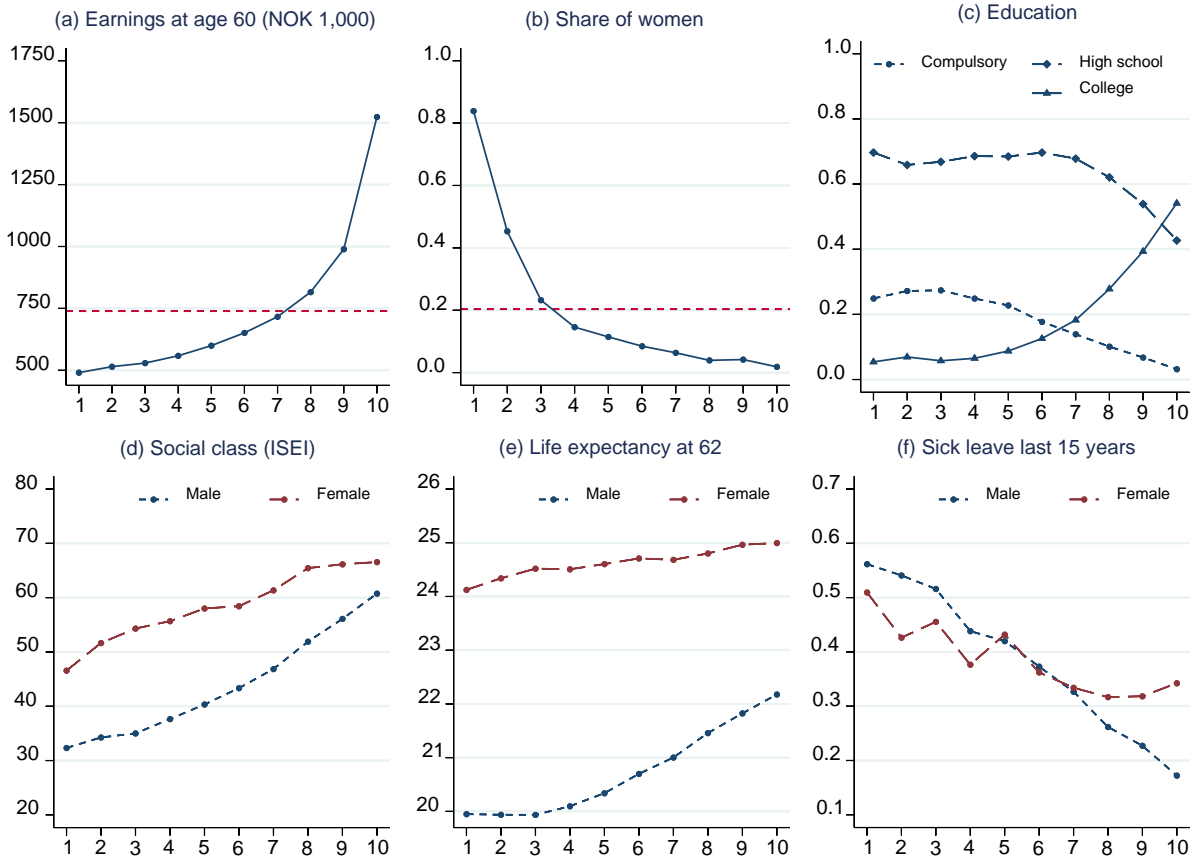 (a) Earnings at age 60 (NOK 1,000)
1750
1500
1250
1000
750
500
1 2 3 4 5 6 7 8 9 10
(b) Share of women
1.0
0.8
0.6
0.4
0.2
0.0
1 2 3 4 5 6 7 8 9 10
(c) Education
Compulsory
High school
College
1.0
0.8
0.6
0.4
0.2
0.0
1 2 3 4 5 6 7 8 9 10
(d) Social class (ISEI)
Male
Female
80
70
60
50
40
30
20
1 2 3 4 5 6 7 8 9 10
(e) Life expectancy at 62
Male
Female
26
25
24
23
22
21
20
1 2 3 4 5 6 7 8 9 10
(f) Sick leave last 15 years
Male
Female
0.7
0.6
0.5
0.4
0.3
0.2
0.1
1 2 3 4 5 6 7 8 9 10